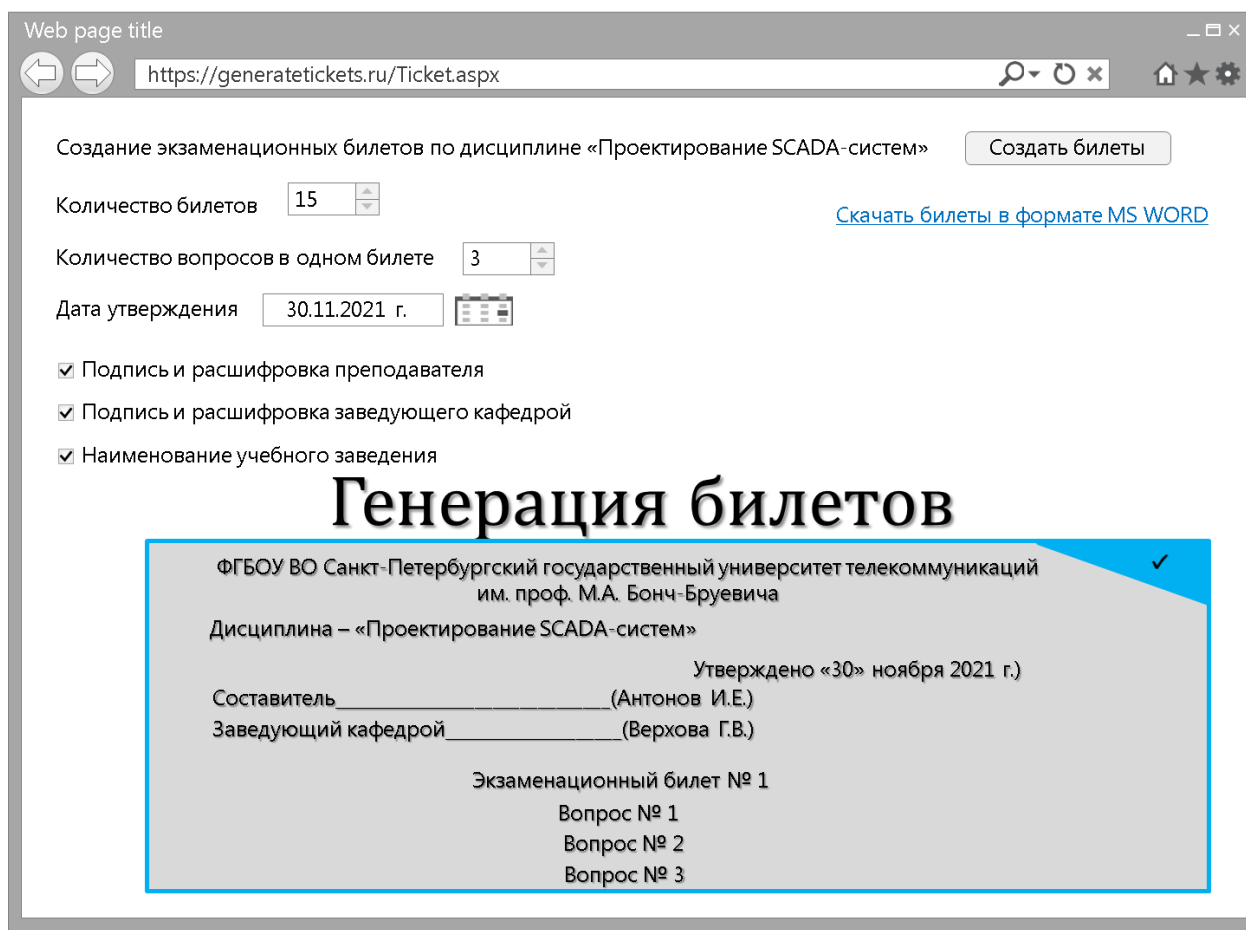 Web page title
https://generatetickets.ru/Ticket.aspx
Создание экзаменационных билетов по дисциплине «Проектирование SCADA-систем»
Создать билеты
Количество билетов 15
Скачать билеты в формате MS WORD
Количество вопросов в одном билете 3
Дата утверждения 30.11.2021 г.
Подпись и расшифровка преподавателя
Подпись и расшифровка заведующего кафедрой
Наименование учебного заведения
Генерация билетов
ФГБОУ ВО Санкт-Петербургский государственный университет телекоммуникаций
им. проф. М.А. Бонч-Бруевича
Дисциплина – «Проектирование SCADA-систем»
Утверждено «30» ноября 2021 г.)
Составитель___________________________(Антонов И.Е.)
Заведующий кафедрой_________________(Верхова Г.В.)
Экзаменационный билет № 1
Вопрос № 1
Вопрос № 2
Вопрос № 3